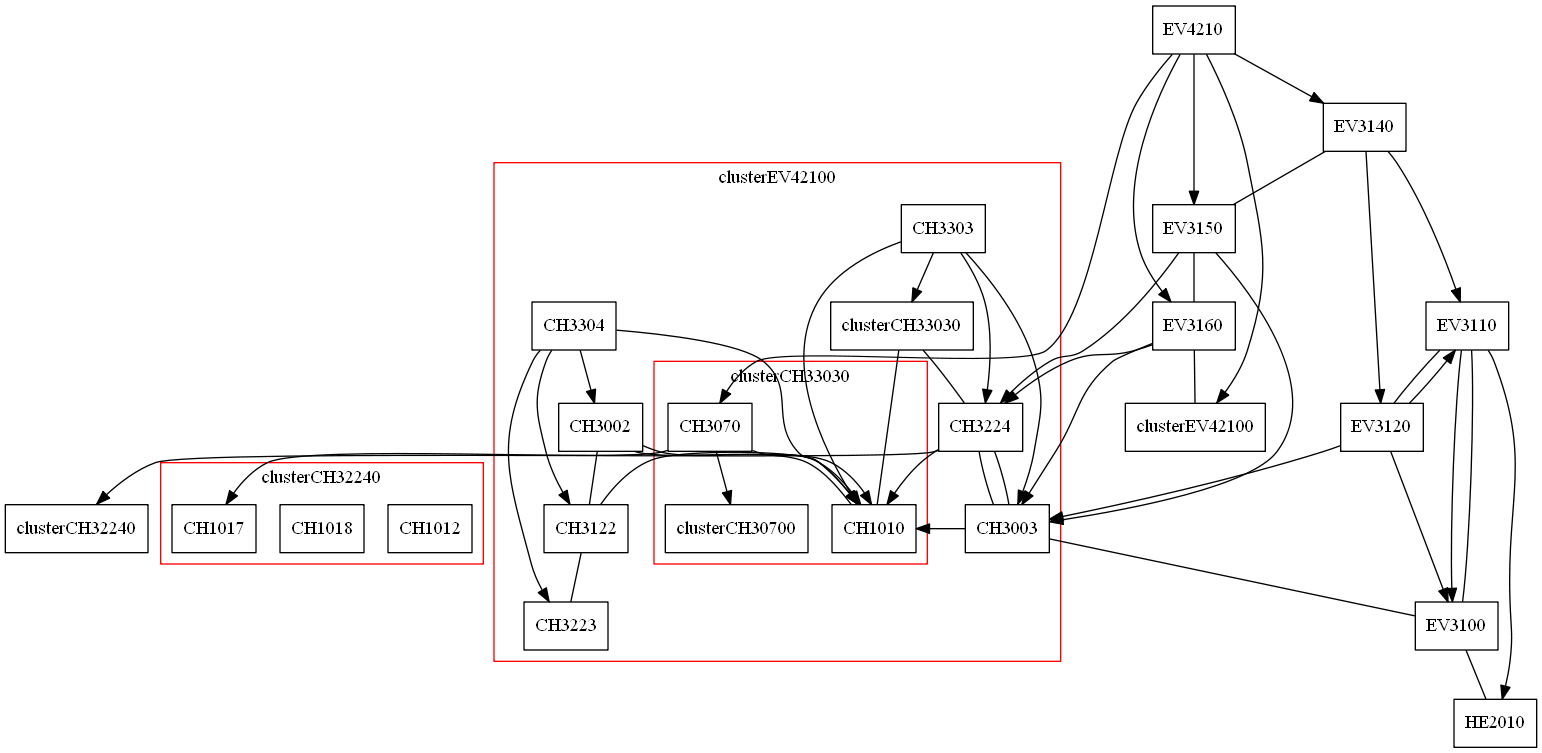 EV4210
EV3140
clusterEV42100
CH3303
EV3150
CH3304
clusterCH33030
EV3160
EV3110
clusterCH33030
CH3002
CH3070
CH3224
clusterEV42100
EV3120
clusterCH32240
clusterCH32240
CH1017
CH1018
CH1012
CH3122
clusterCH30700
CH1010
CH3003
CH3223
EV3100
HE2010